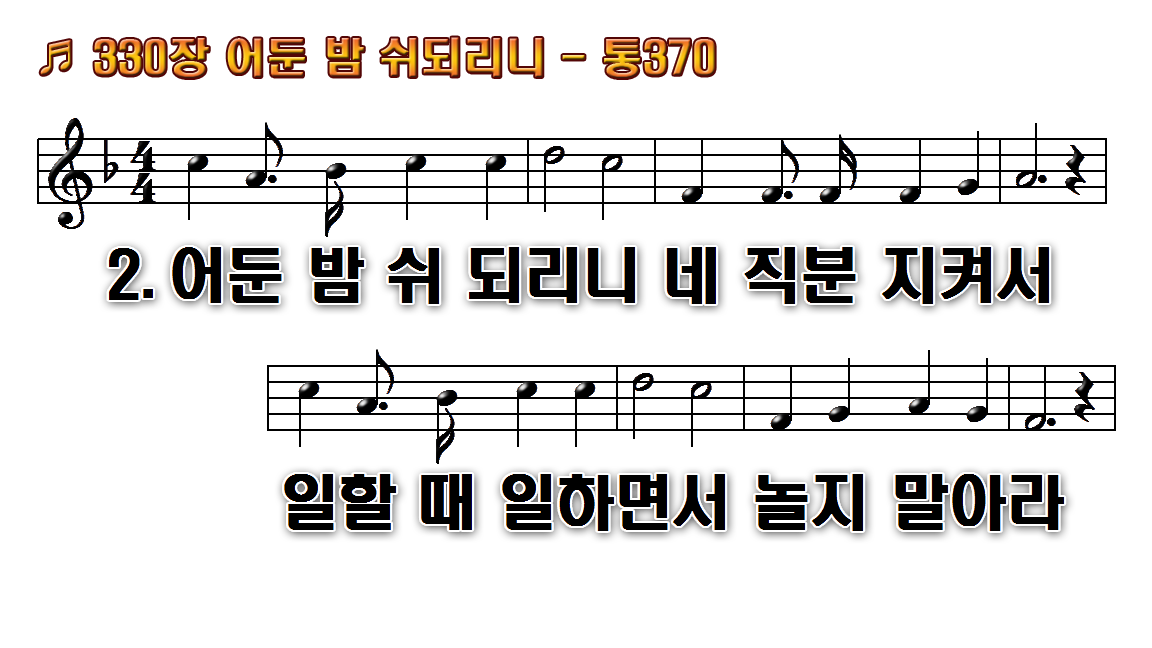 ♬ 330장 어둔 밤 쉬되리니 - 통370
4
4
2. 어둔 밤 쉬 되리니 네 직분 지켜서
일할 때 일하면서 놀지 말아라